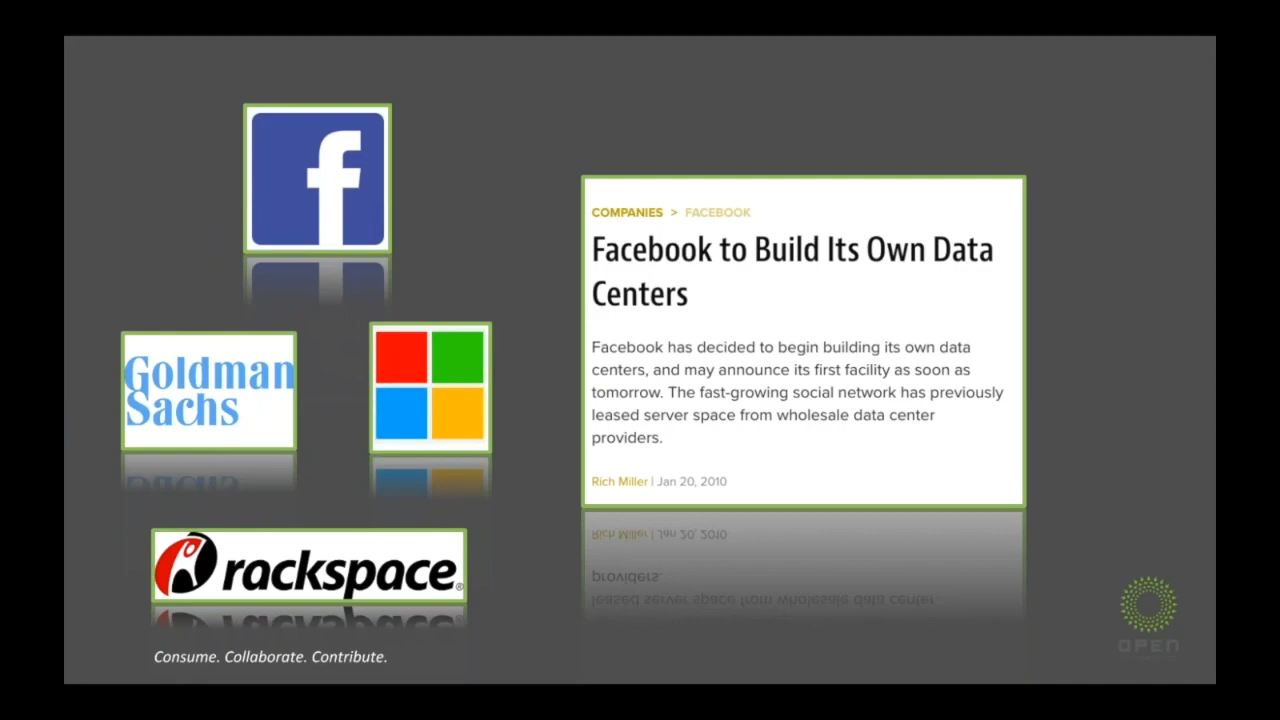 f
Goldman
Sachs
rackspace®
Consume. Collaborate. Contribute.
COMPANIES > FACEBOOK
Facebook to Build Its Own Data
Centers
Facebook has decided to begin building its own data
centers, and may announce its first facility as soon as
tomorrow. The fast-growing social network has previously
leased server space from wholesale data center
providers.
Rich Miller | Jan 20, 2010
OPEN